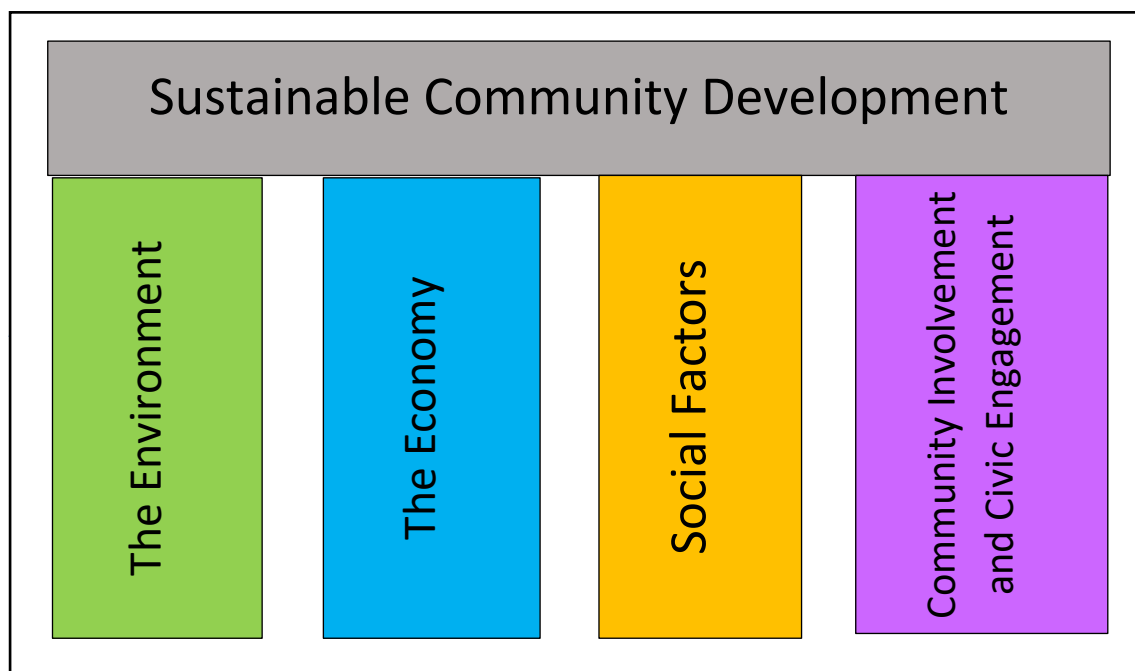 Sustainable Community Development
The Environment
The Economy
Social Factors
Community Involvement
and Civic Engagement